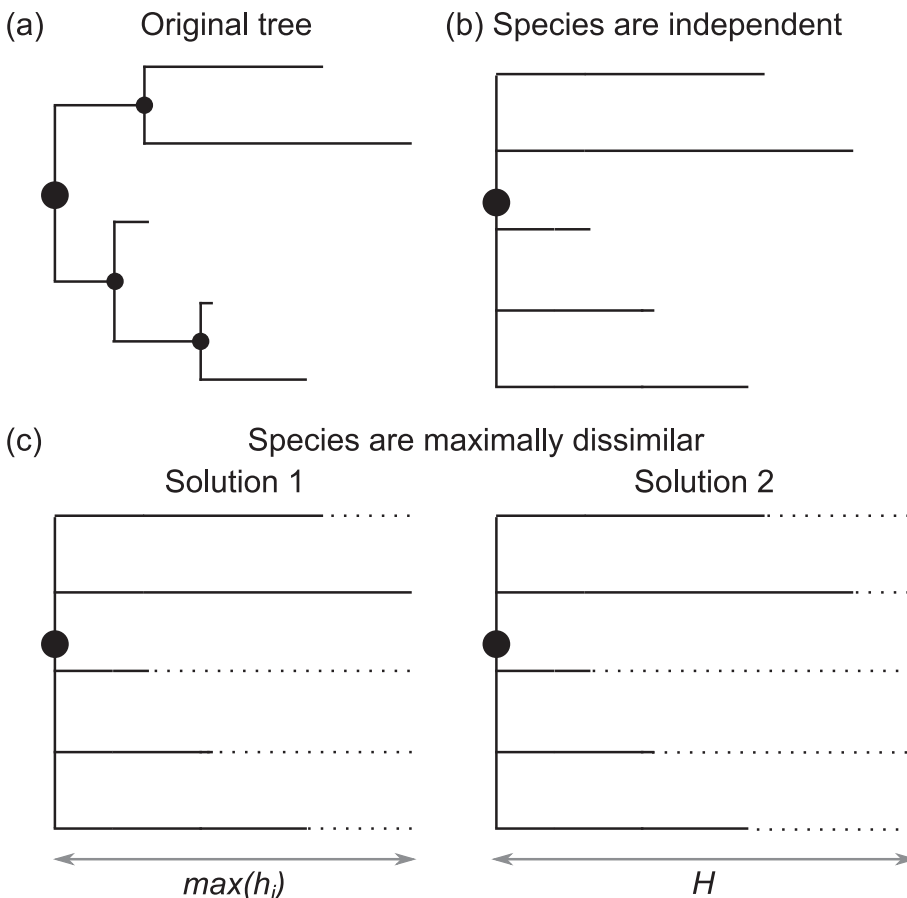 (a) Original tree
(b) Species are independent
(c) Species are maximally dissimilar
Solution 1
Solution 2
max(hi)
H